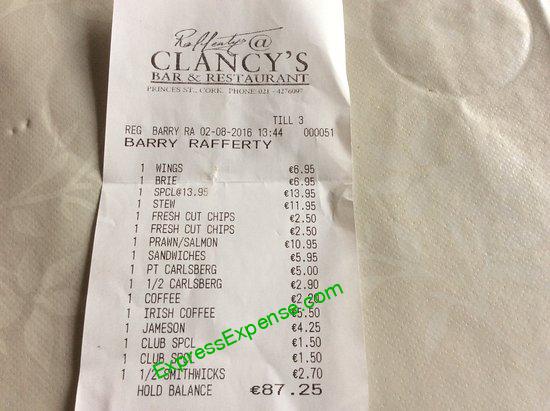 Rafferty's @
CLANCY'S
BAR & RESTAURANT
PRINCES ST., CORK. PHONE: 021 - 4276097
TILL 3
REG BARRY RA 02-08-2016 13:44 000051
BARRY RAFFERTY
1 WINGS €6.95
1 BRIE €6.95
1 SPCL@13.95 €13.95
1 STEW €11.95
1 FRESH CUT CHIPS €2.50
1 FRESH CUT CHIPS €2.50
1 PRAWN/SALMON €10.95
1 SANDWICHES €5.95
1 PT CARLSBERG €5.00
1 1/2 CARLSBERG €2.90
1 COFFEE €2.20
1 IRISH COFFEE €5.50
1 JAMESON €4.25
1 CLUB SPCL €1.50
1 CLUB SPCL €1.50
1 1/2 SMITHWICKS €2.70
HOLD BALANCE €87.25
ExpressExpense.com